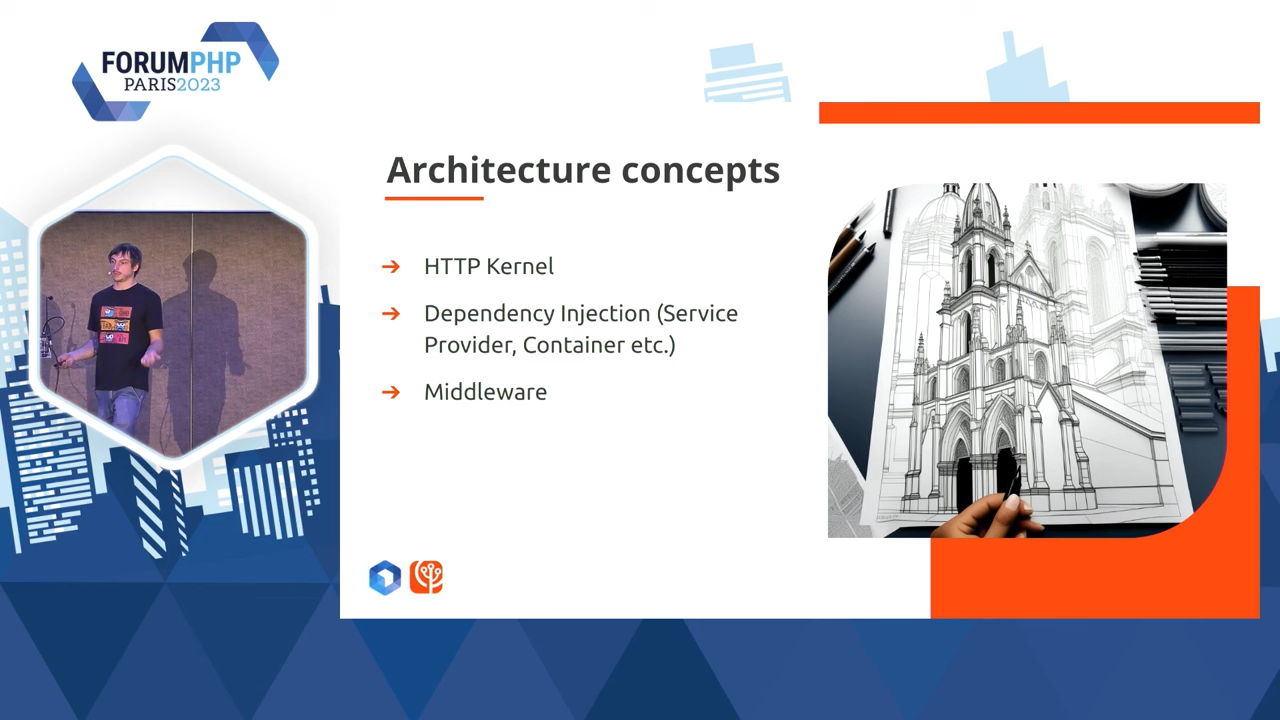 FORUMPHP
PARIS2023
Architecture concepts
➔ HTTP Kernel
➔ Dependency Injection (Service
Provider, Container etc.)
➔ Middleware